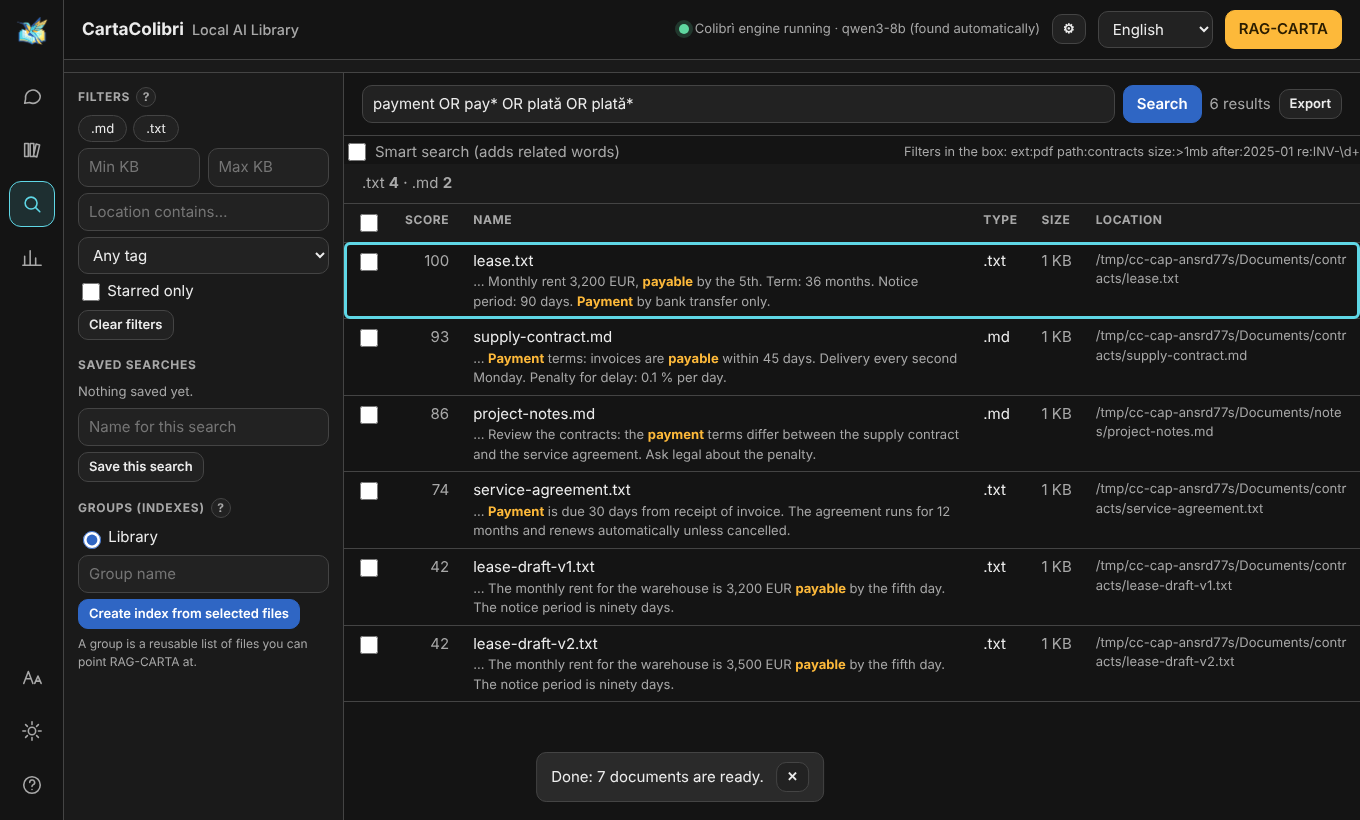 CartaColibri Local AI Library
Colibrì engine running · qwen3-8b (found automatically)
English
RAG-CARTA
FILTERS ?
.md .txt
Min KB Max KB
Location contains...
Any tag
Starred only
Clear filters
SAVED SEARCHES
Nothing saved yet.
Name for this search
Save this search
GROUPS (INDEXES) ?
Library
Group name
Create index from selected files
A group is a reusable list of files you can
point RAG-CARTA at.
payment OR pay* OR plată OR plată*
Search
6 results
Export
Smart search (adds related words)
Filters in the box: ext:pdf path:contracts size:>1mb after:2025-01 re:INV-\d+
.txt 4 · .md 2
SCORE NAME TYPE SIZE LOCATION
100 lease.txt .txt 1 KB /tmp/cc-cap-ansrd77s/Documents/contr
acts/lease.txt
... Monthly rent 3,200 EUR, payable by the 5th. Term: 36 months. Notice
period: 90 days. Payment by bank transfer only.
93 supply-contract.md .md 1 KB /tmp/cc-cap-ansrd77s/Documents/contr
acts/supply-contract.md
... Payment terms: invoices are payable within 45 days. Delivery every second
Monday. Penalty for delay: 0.1 % per day.
86 project-notes.md .md 1 KB /tmp/cc-cap-ansrd77s/Documents/note
s/project-notes.md
... Review the contracts: the payment terms differ between the supply contract
and the service agreement. Ask legal about the penalty.
74 service-agreement.txt .txt 1 KB /tmp/cc-cap-ansrd77s/Documents/contr
acts/service-agreement.txt
... Payment is due 30 days from receipt of invoice. The agreement runs for 12
months and renews automatically unless cancelled.
42 lease-draft-v1.txt .txt 1 KB /tmp/cc-cap-ansrd77s/Documents/contr
acts/lease-draft-v1.txt
... The monthly rent for the warehouse is 3,200 EUR payable by the fifth day.
The notice period is ninety days.
42 lease-draft-v2.txt .txt 1 KB /tmp/cc-cap-ansrd77s/Documents/contr
acts/lease-draft-v2.txt
... The monthly rent for the warehouse is 3,500 EUR payable by the fifth day.
The notice period is ninety days.
Done: 7 documents are ready. ✕
AA
?